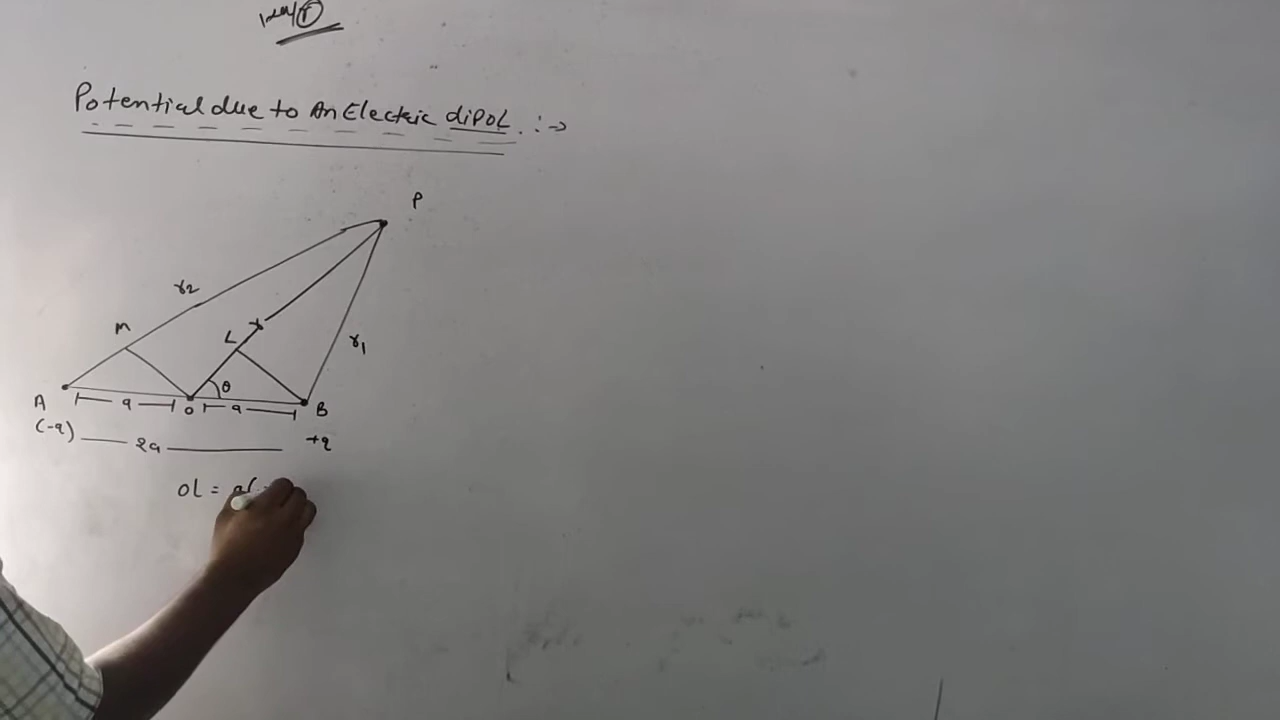 Potential due to An Electric dipol. :->
P
r2
M
L
r
r1
θ
A
a
o
a
B
(-q)
2a
+q
OL = a